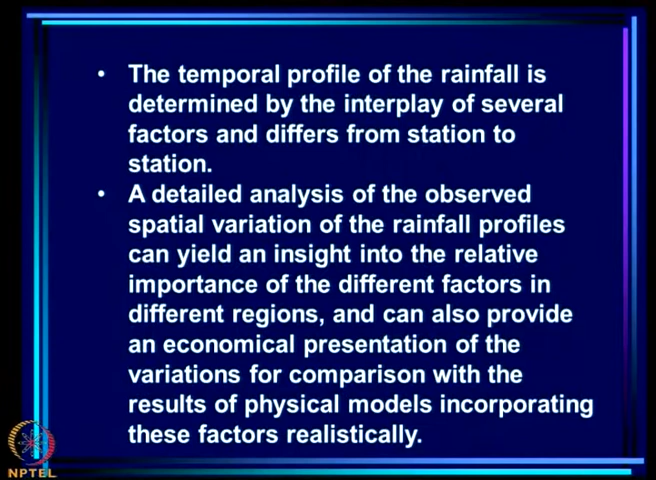 • The temporal profile of the rainfall is
determined by the interplay of several
factors and differs from station to
station.
• A detailed analysis of the observed
spatial variation of the rainfall profiles
can yield an insight into the relative
importance of the different factors in
different regions, and can also provide
an economical presentation of the
variations for comparison with the
results of physical models incorporating
these factors realistically.
NPTEL